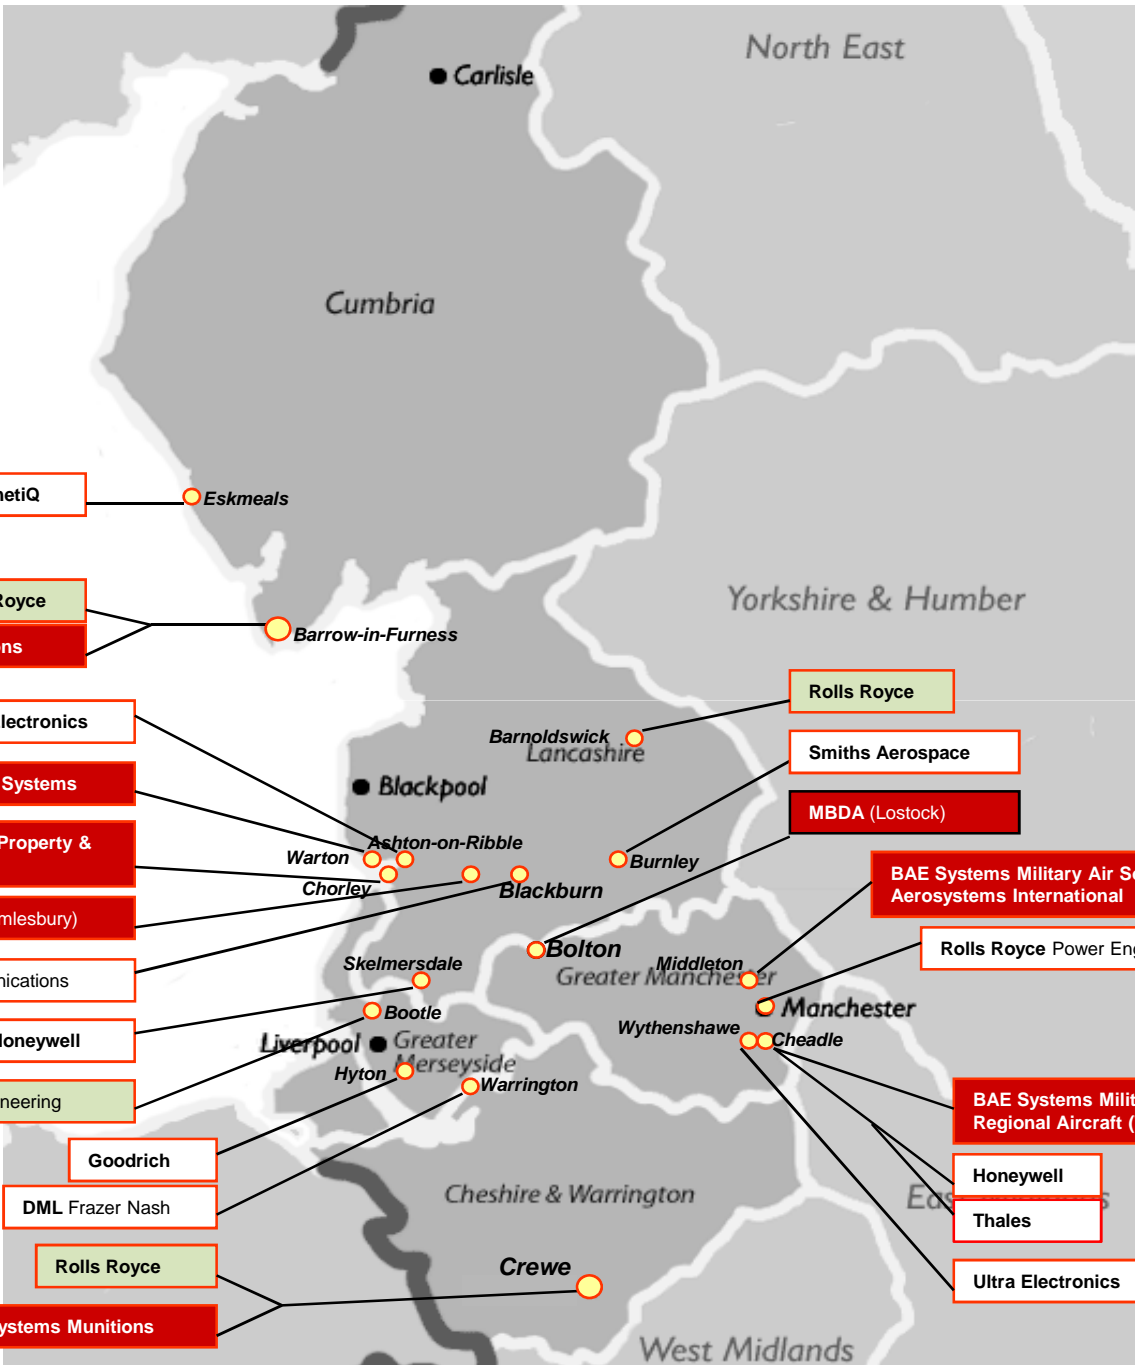 North East
Carlisle
Cumbria
netiQ
Eskmeals
Yorkshire & Humber
Royce
ons
Barrow-in-Furness
Rolls Royce
lectronics
Barnoldswick
Lancashire
Smiths Aerospace
Systems
Blackpool
MBDA (Lostock)
Property &
Ashton-on-Ribble
Warton
Burnley
Chorley
Blackburn
BAE Systems Military Air So
Aerosystems International
mlesbury)
Bolton
Rolls Royce Power Eng
Skelmersdale
Middleton
Greater Manchester
nications
Bootle
Manchester
Wythenshawe
Cheadle
Honeywell
Liverpool
Greater
Merseyside
Hyton
Warrington
neering
BAE Systems Milit
Regional Aircraft (
Goodrich
Honeywell
DML Frazer Nash
Cheshire & Warrington
Thales
Rolls Royce
Crewe
Ultra Electronics
ystems Munitions
West Midlands